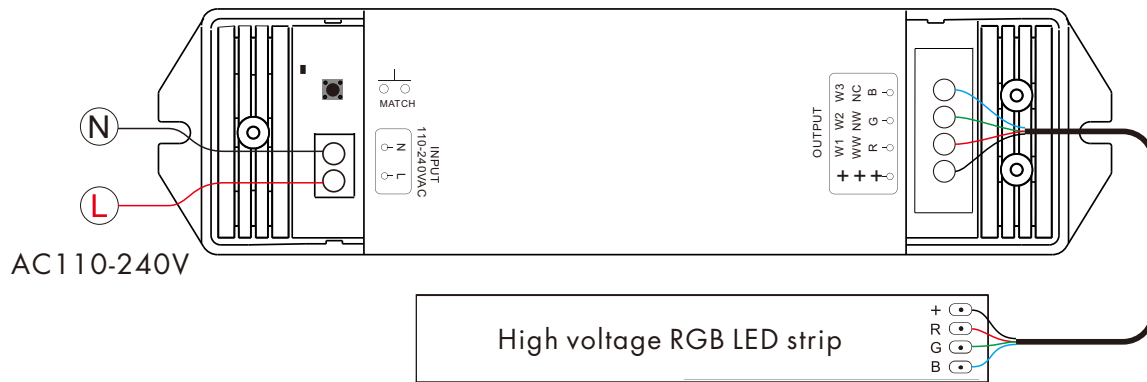 N
L
AC110-240V
MATCH
N
L
INPUT
110-240VAC
OUTPUT
W3 NC B
W2 NW G
W1 WW R
+ + +
High voltage RGB LED strip
+
R
G
B